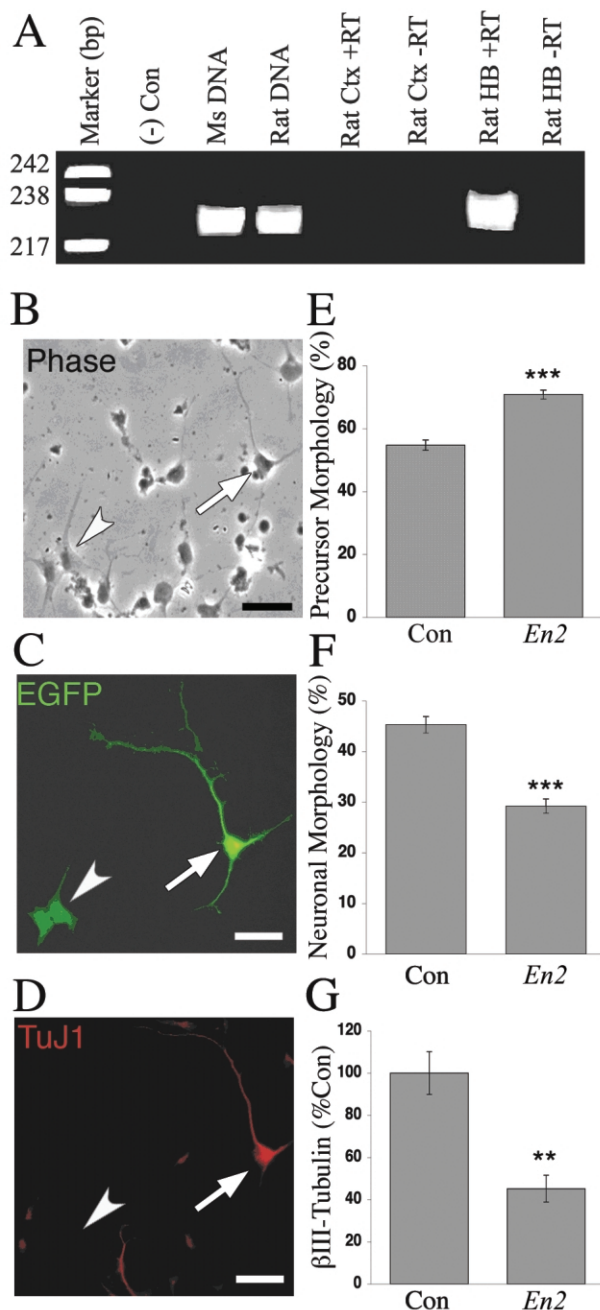 A
Marker (bp)
(-) Con
Ms DNA
Rat DNA
Rat Ctx +RT
Rat Ctx -RT
Rat HB +RT
Rat HB -RT
242
238
217
B
Phase
E
Precursor Morphology (%)
80
60
40
20
0
***
Con
En2
C
EGFP
F
Neuronal Morphology (%)
50
40
30
20
10
0
***
Con
En2
D
TuJ1
G
βIII-Tubulin (%Con)
120
100
80
60
40
20
0
**
Con
En2